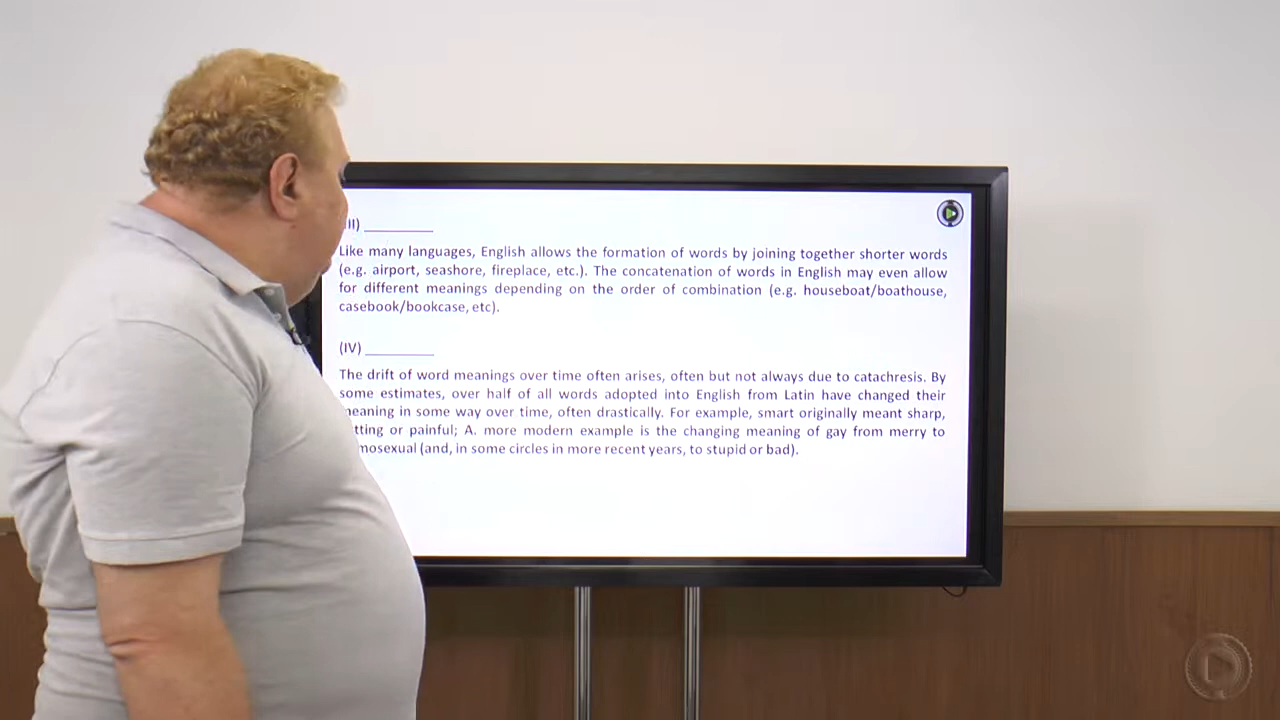 II) ________
Like many languages, English allows the formation of words by joining together shorter words
(e.g. airport, seashore, fireplace, etc.). The concatenation of words in English may even allow
for different meanings depending on the order of combination (e.g. houseboat/boathouse,
casebook/bookcase, etc).
(IV) ________
The drift of word meanings over time often arises, often but not always due to catachresis. By
some estimates, over half of all words adopted into English from Latin have changed their
meaning in some way over time, often drastically. For example, smart originally meant sharp,
or painful; A. more modern example is the changing meaning of gay from merry to
(and, in some circles in more recent years, to stupid or bad).